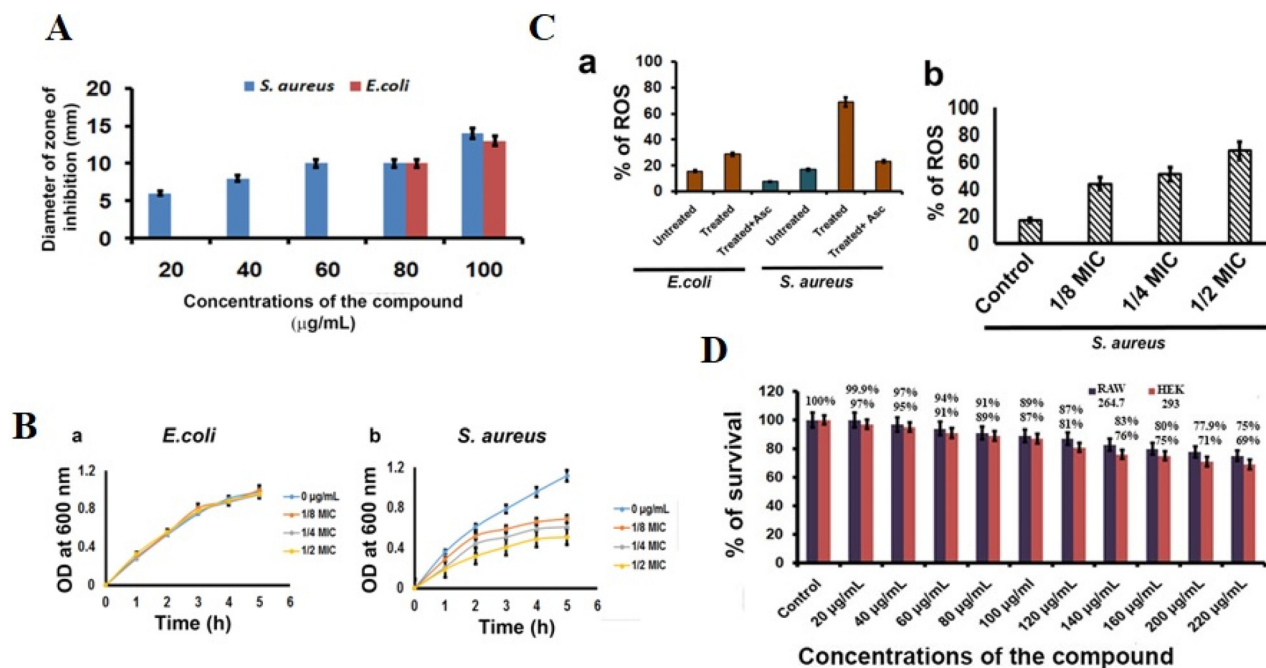 A
20
15
10
5
0
Diameter of zone of
inhibition (mm)
S. aureus
E.coli
20 40 60 80 100
Concentrations of the compound
(µg/mL)
B
a
E.coli
1.2
0.8
0.4
0
OD at 600 nm
0 1 2 3 4 5 6
Time (h)
0 µg/mL
1/8 MIC
1/4 MIC
1/2 MIC
b
S. aureus
1.2
0.8
0.4
0
OD at 600 nm
0 1 2 3 4 5 6
Time (h)
0 µg/mL
1/8 MIC
1/4 MIC
1/2 MIC
C
a
100
80
60
40
20
0
% of ROS
Untreated
Treated
Treated+Asc
Untreated
Treated
Treated+ Asc
E.coli
S. aureus
b
100
80
60
40
20
0
% of ROS
Control
1/8 MIC
1/4 MIC
1/2 MIC
S. aureus
D
120
100
80
60
40
20
0
% of survival
RAW
264.7
HEK
293
100%
99.9%
97%
97%
95%
94%
91%
91%
89%
89%
87%
87%
81%
83%
76%
80%
75%
77.9%
71%
75%
69%
Control
20 µg/mL
40 µg/mL
60 µg/mL
80 µg/mL
100 µg/ml
120 µg/mL
140 µg/mL
160 µg/mL
200 µg/mL
220 µg/mL
Concentrations of the compound